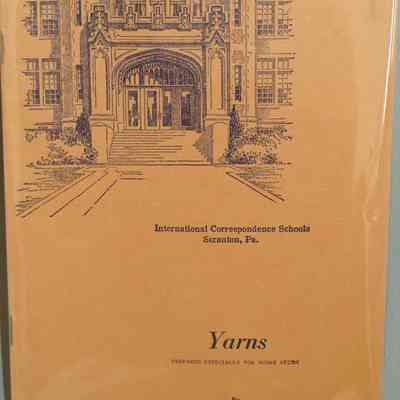 International Correspondence Schools
Scranton, Pa.
Yarns
PREPARED ESPECIALLY FOR HOME STUDY